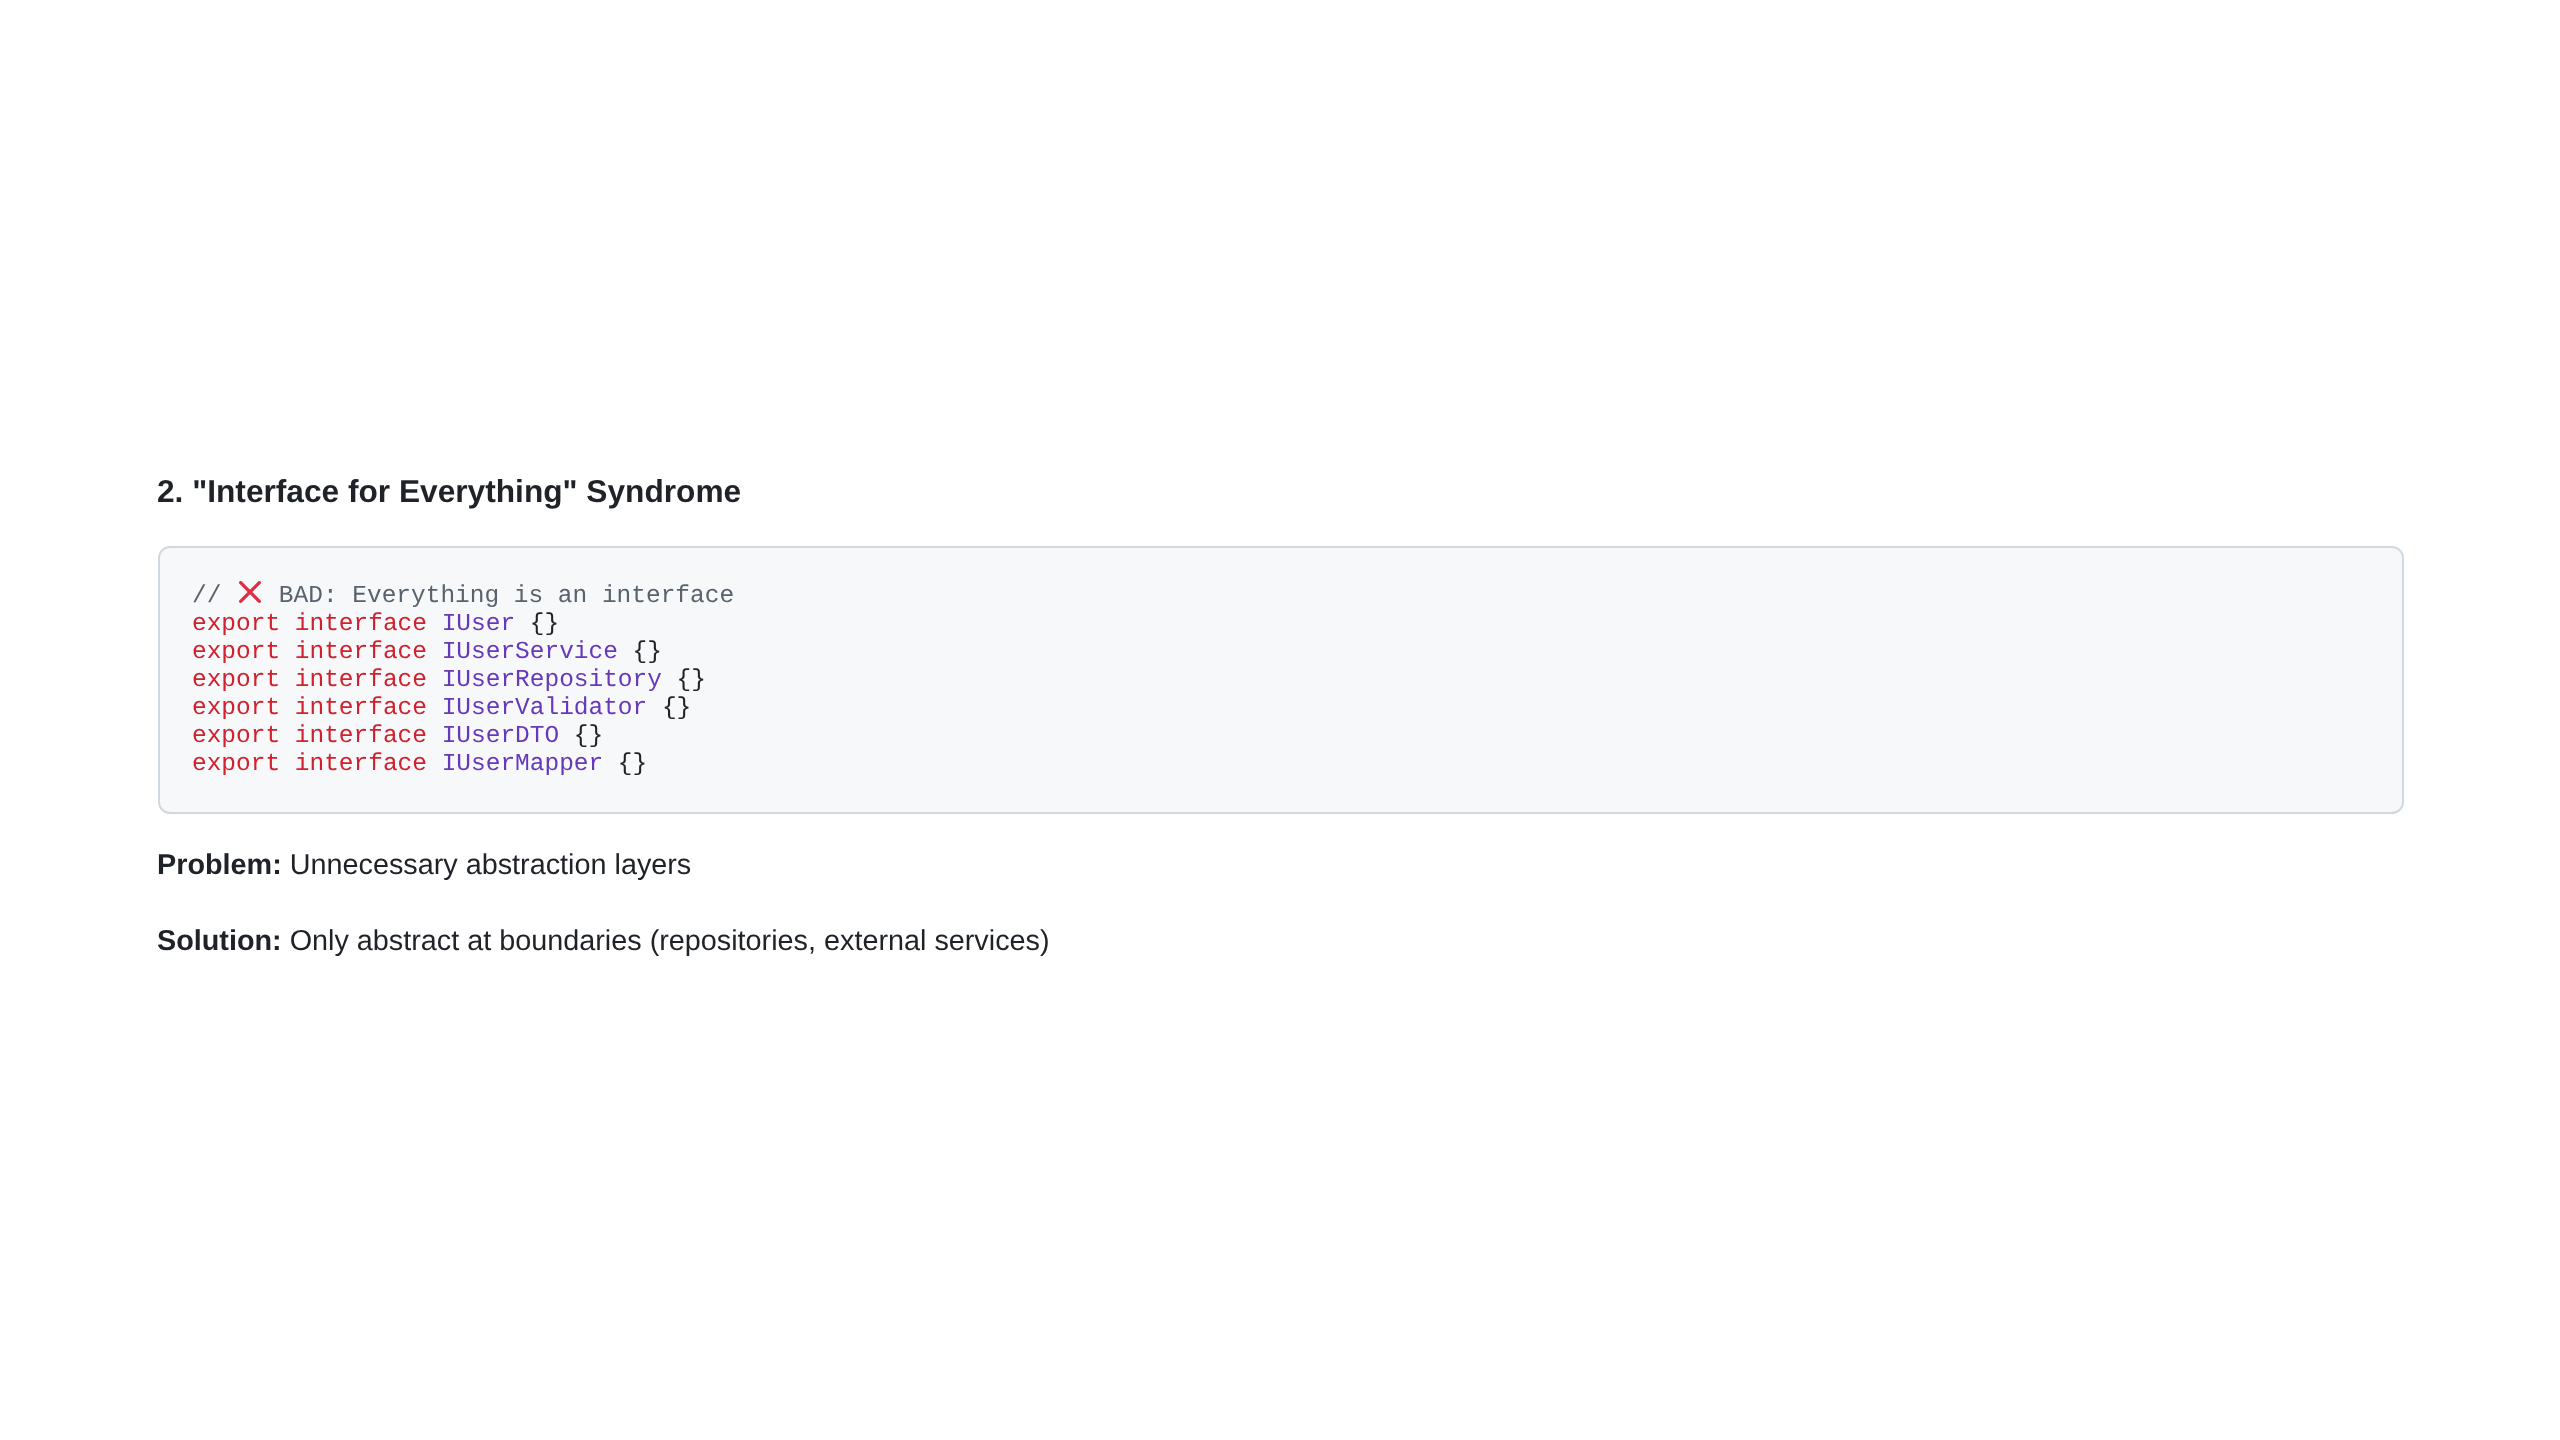 2. "Interface for Everything" Syndrome
// ❌ BAD: Everything is an interface
export interface IUser {}
export interface IUserService {}
export interface IUserRepository {}
export interface IUserValidator {}
export interface IUserDTO {}
export interface IUserMapper {}
Problem: Unnecessary abstraction layers
Solution: Only abstract at boundaries (repositories, external services)